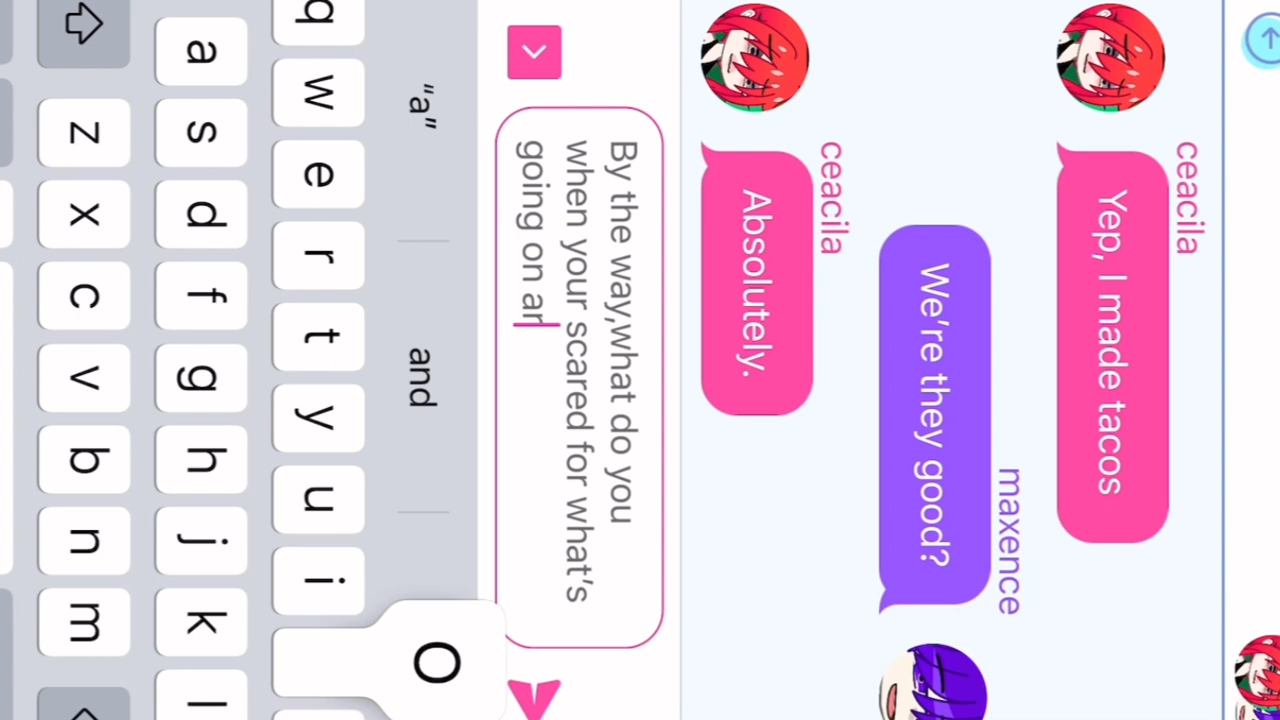 ceacila
Yep, I made tacos
maxence
We're they good?
ceacila
Absolutely.
By the way,what do you
when your scared for what's
going on ar
"a"
and
q w e r t y u i O
a s d f g h j k l
z x c v b n m